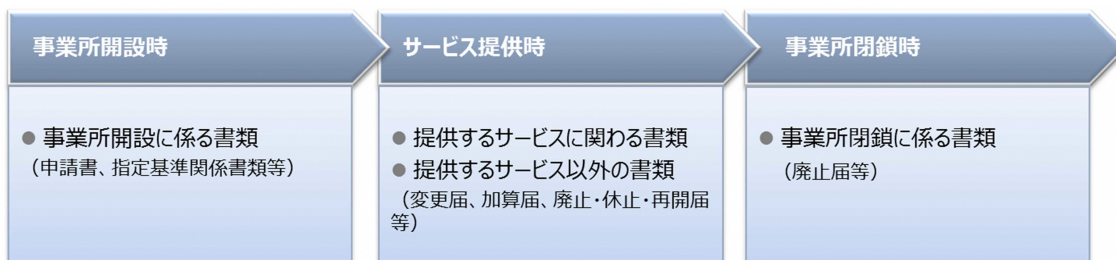 事業所開設時
サービス提供時
事業所閉鎖時
● 事業所開設に係る書類
（申請書、指定基準関係書類等）
● 提供するサービスに関わる書類
● 提供するサービス以外の書類
（変更届、加算届、廃止・休止・再開届
等）
● 事業所閉鎖に係る書類
（廃止届等）